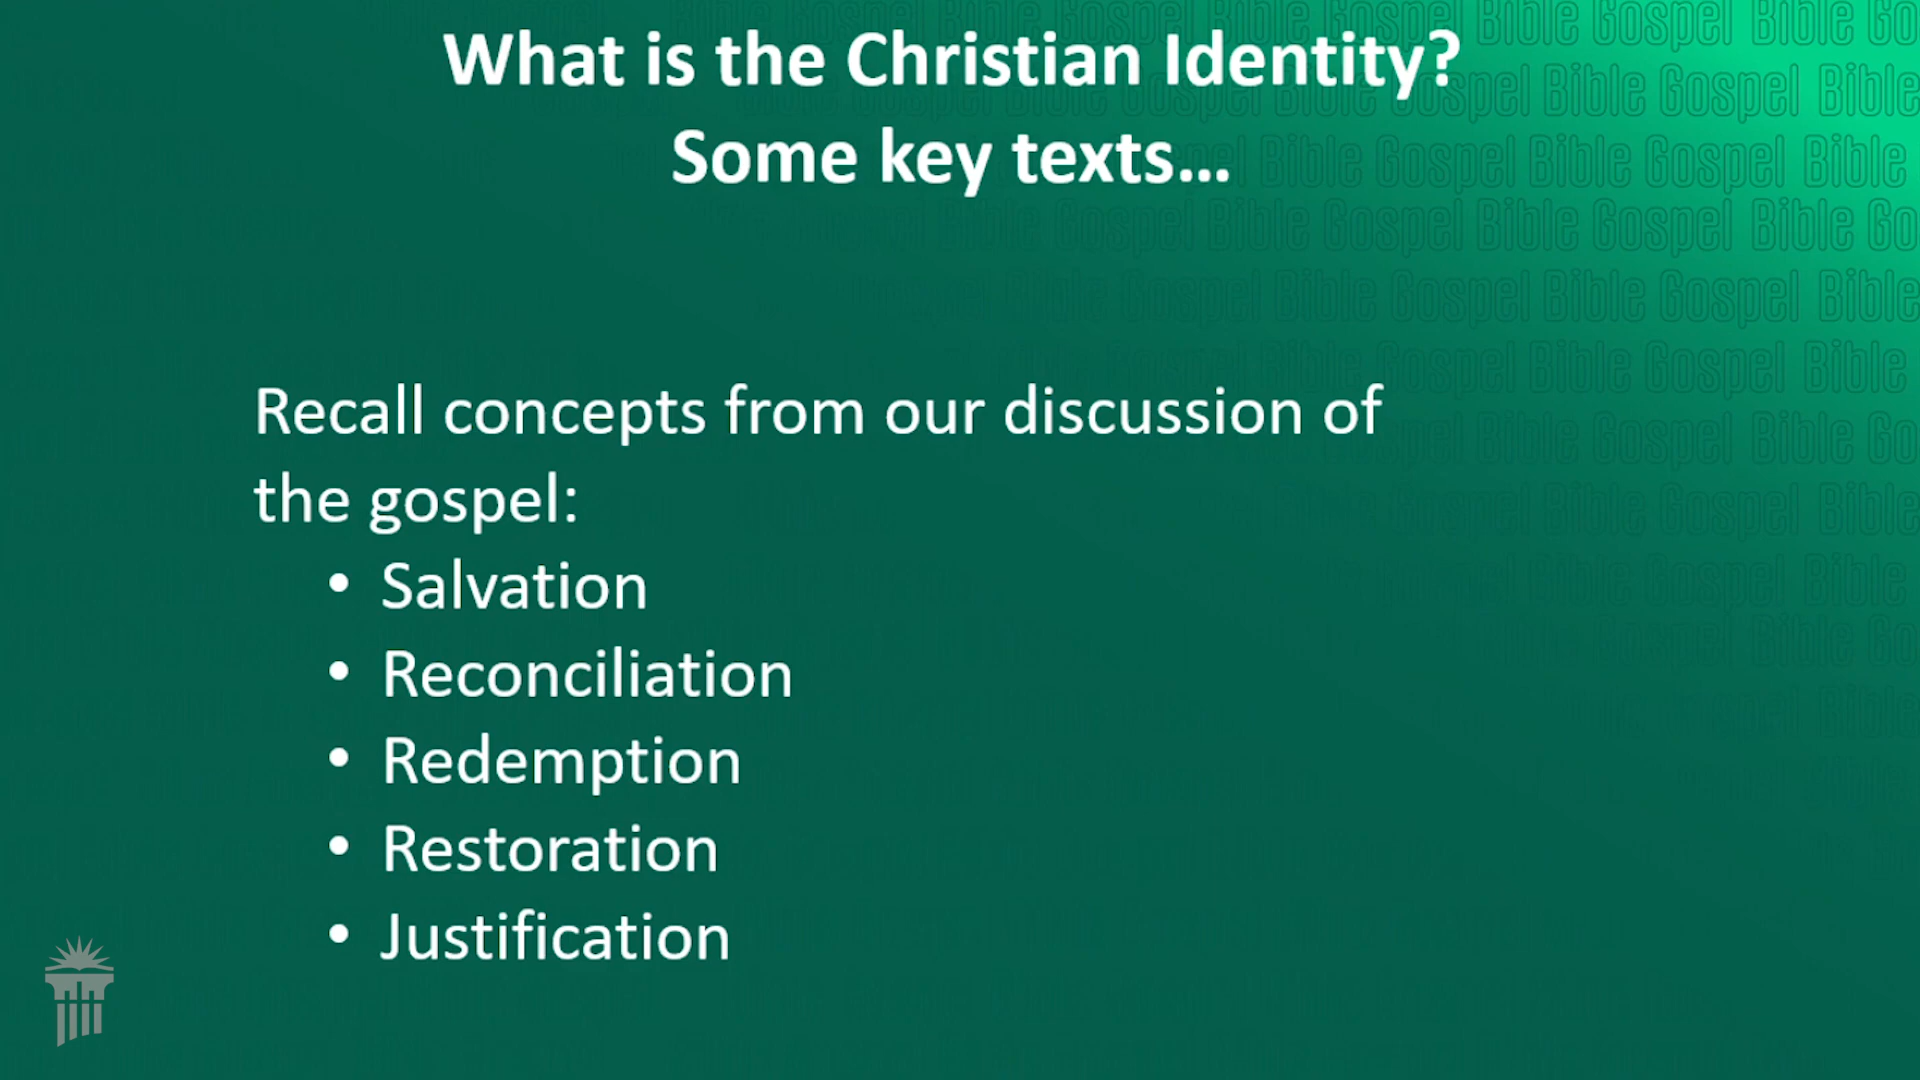 What is the Christian Identity?
Some key texts...
Recall concepts from our discussion of
the gospel:
• Salvation
• Reconciliation
• Redemption
• Restoration
• Justification